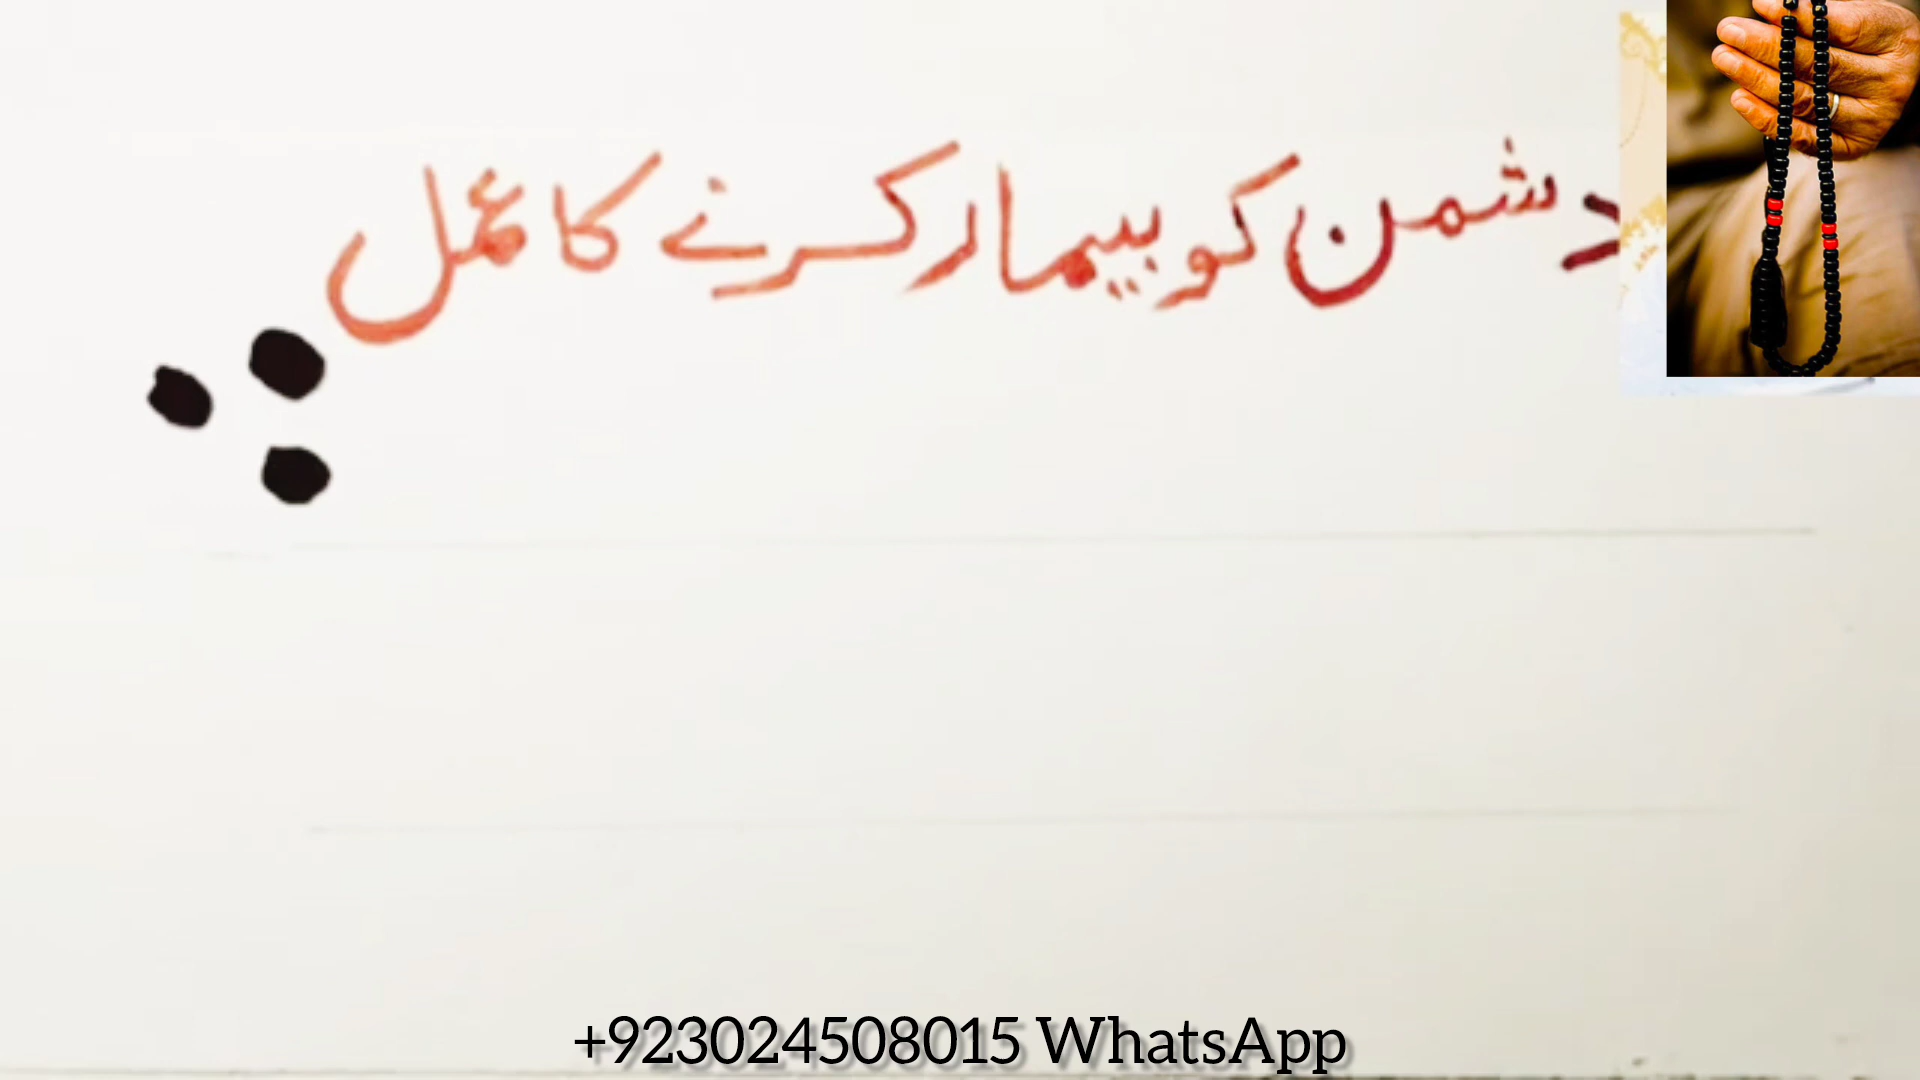 دشمن کو بیمار کرنے کا عمل
+923024508015 WhatsApp